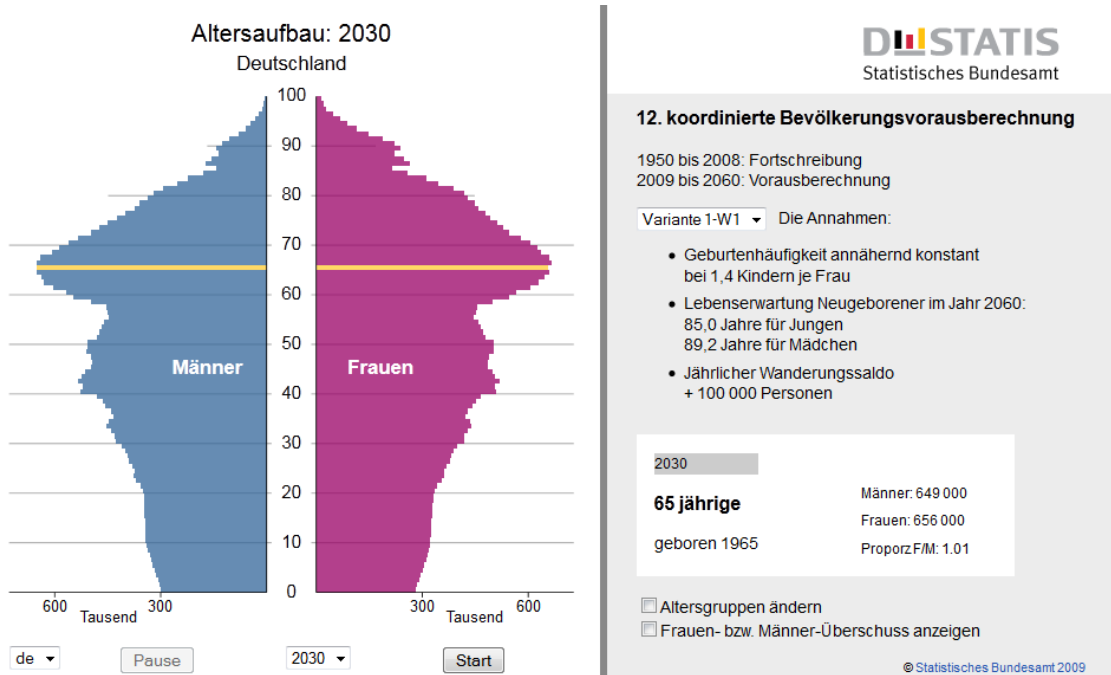 Altersaufbau: 2030
Deutschland
100
90
80
70
60
50
40
30
20
10
0
Männer
Frauen
600
300
Tausend
300
600
Tausend
de
Pause
2030
Start
DESTATIS
Statistisches Bundesamt
12. koordinierte Bevölkerungsvorausberechnung
1950 bis 2008: Fortschreibung
2009 bis 2060: Vorausberechnung
Variante 1-W1 Die Annahmen:
Geburtenhäufigkeit annähernd konstant
bei 1,4 Kindern je Frau
Lebenserwartung Neugeborener im Jahr 2060:
85,0 Jahre für Jungen
89,2 Jahre für Mädchen
Jährlicher Wanderungssaldo
+ 100 000 Personen
2030
65 jährige
geboren 1965
Männer: 649 000
Frauen: 656 000
Proporz F/M: 1.01
Altersgruppen ändern
Frauen- bzw. Männer-Überschuss anzeigen
© Statistisches Bundesamt 2009